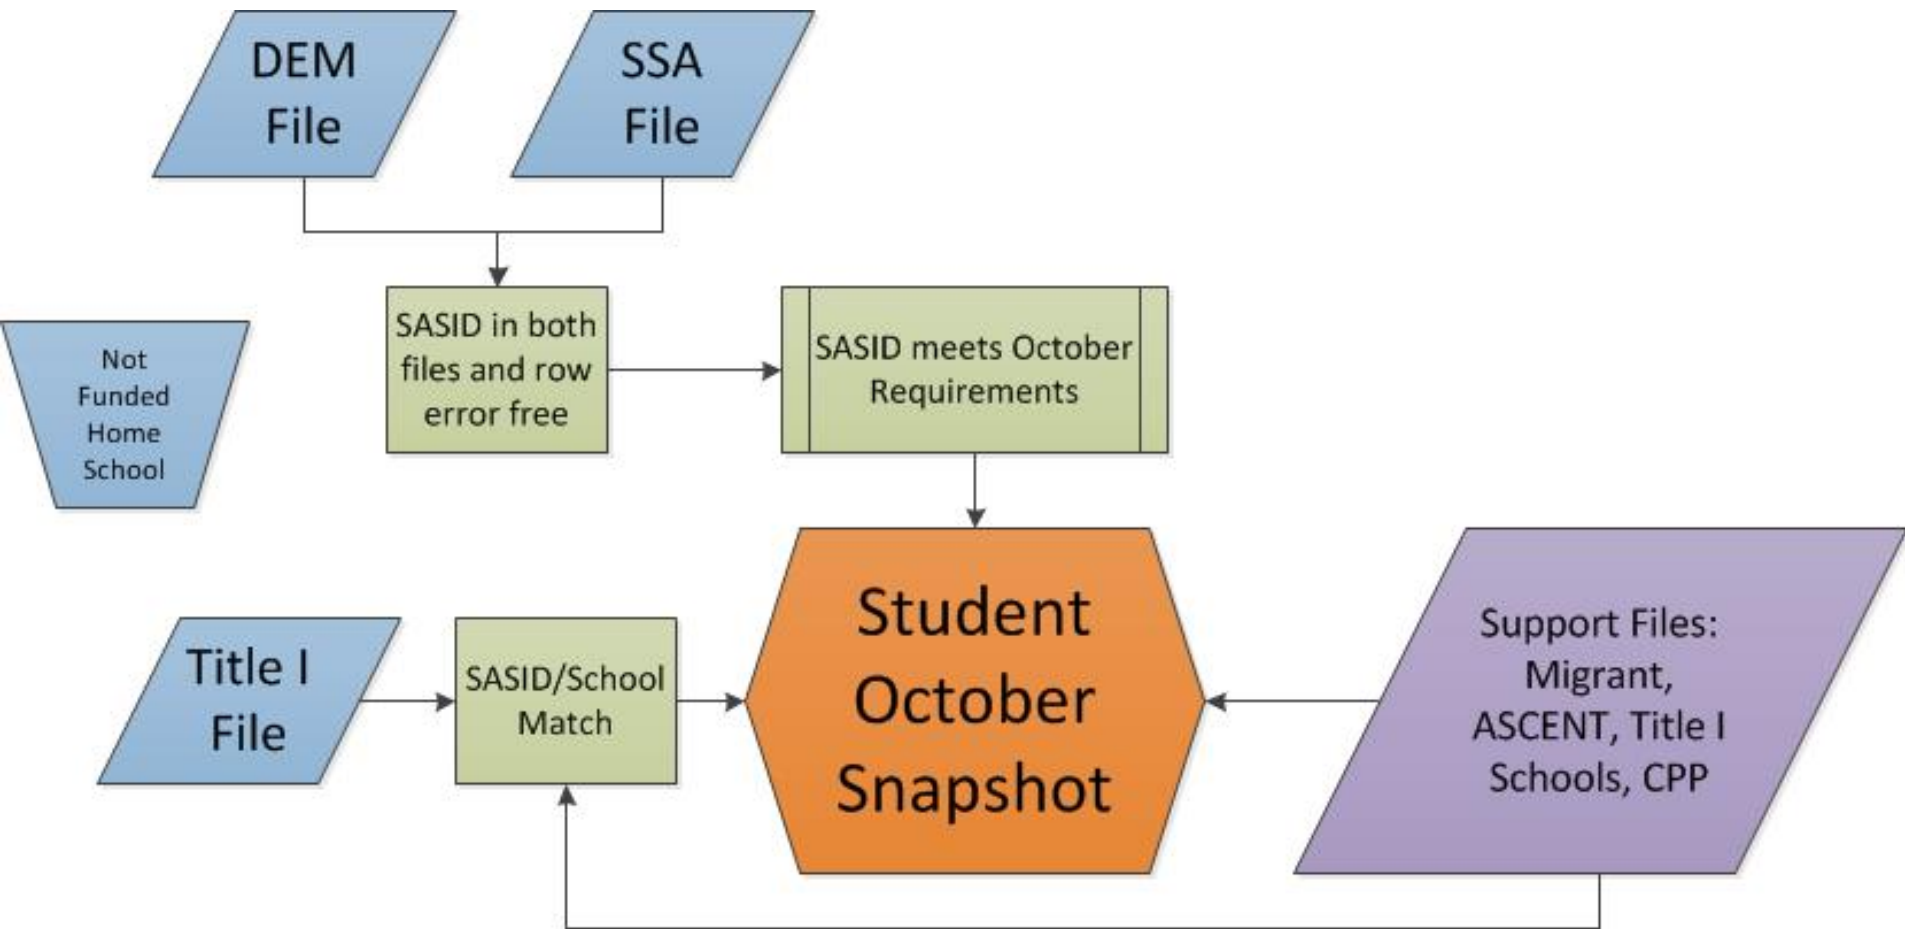 DEM
File
SSA
File
SASID in both
files and row
error free
SASID meets October
Requirements
Not
Funded
Home
School
Title I
File
SASID/School
Match
Student
October
Snapshot
Support Files:
Migrant,
ASCENT, Title I
Schools, CPP